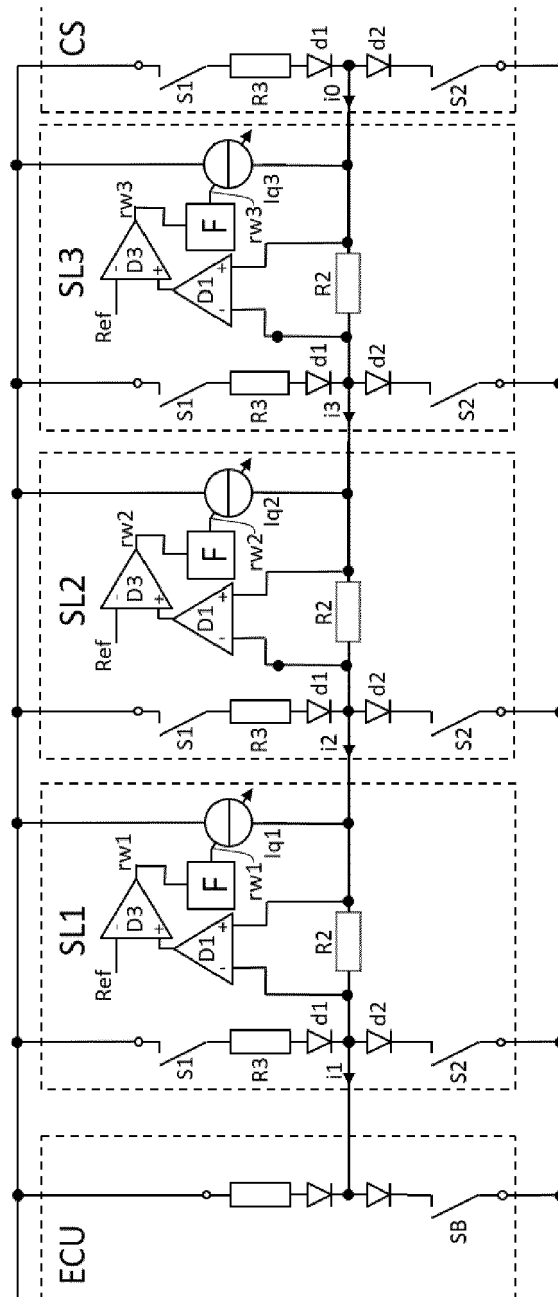 ECU
SB
SL1
Ref
-
+
D3
rw1
D1
-
+
F
rw1
Iq1
S1
R3
d1
R2
i1
d2
S2
SL2
Ref
-
+
D3
rw2
D1
-
+
F
rw2
Iq2
S1
R3
d1
R2
i2
d2
S2
SL3
Ref
-
+
D3
rw3
D1
-
+
F
rw3
Iq3
S1
R3
d1
R2
i3
d2
S2
CS
S1
R3
d1
i0
d2
S2